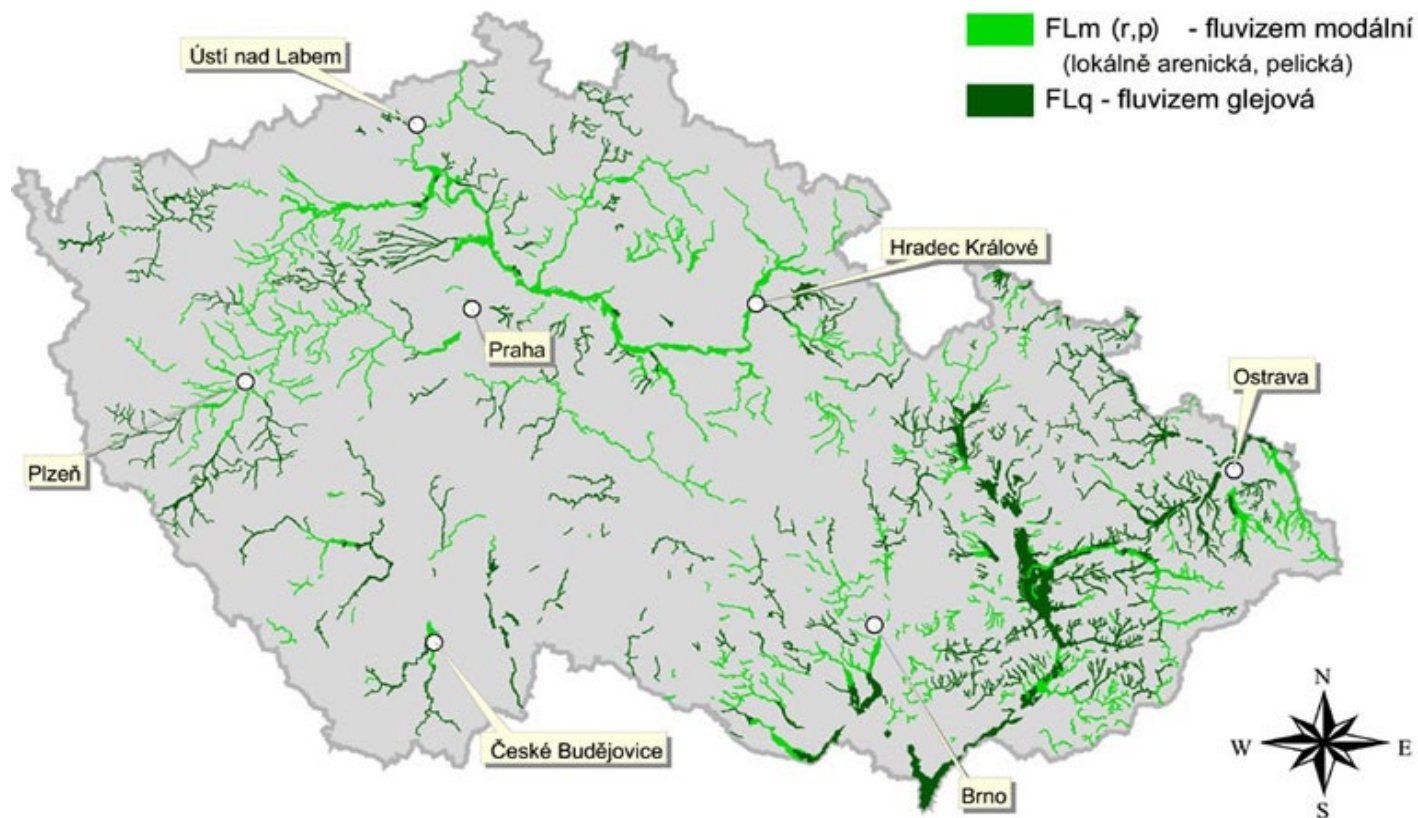 FLm (r,p) - fluvizem modální
(lokálně arenická, pelická)
FLq - fluvizem glejová
Ústí nad Labem
Hradec Králové
Praha
Ostrava
Plzeň
České Budějovice
Brno
N
W E
S